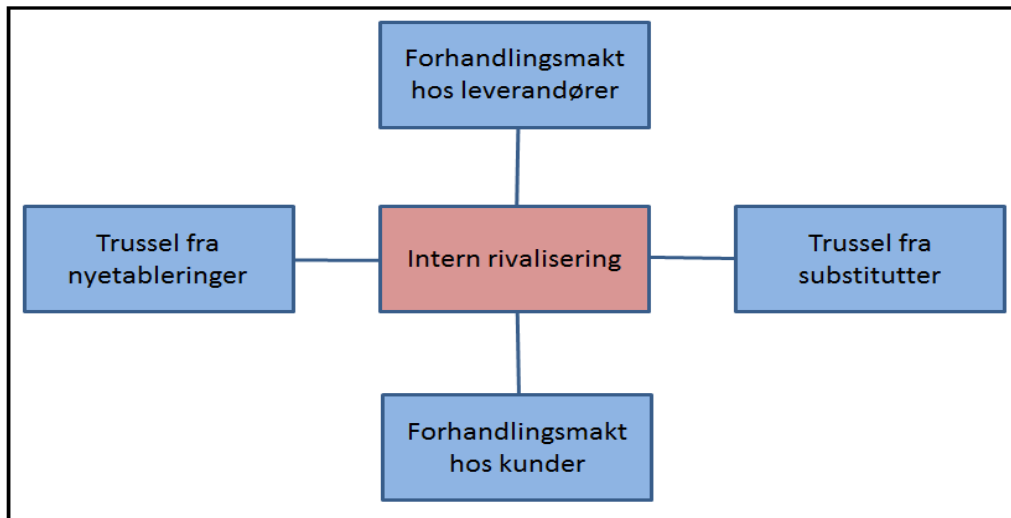 Forhandlingsmakt
hos leverandører
Trussel fra
nyetableringer
Intern rivalisering
Trussel fra
substitutter
Forhandlingsmakt
hos kunder